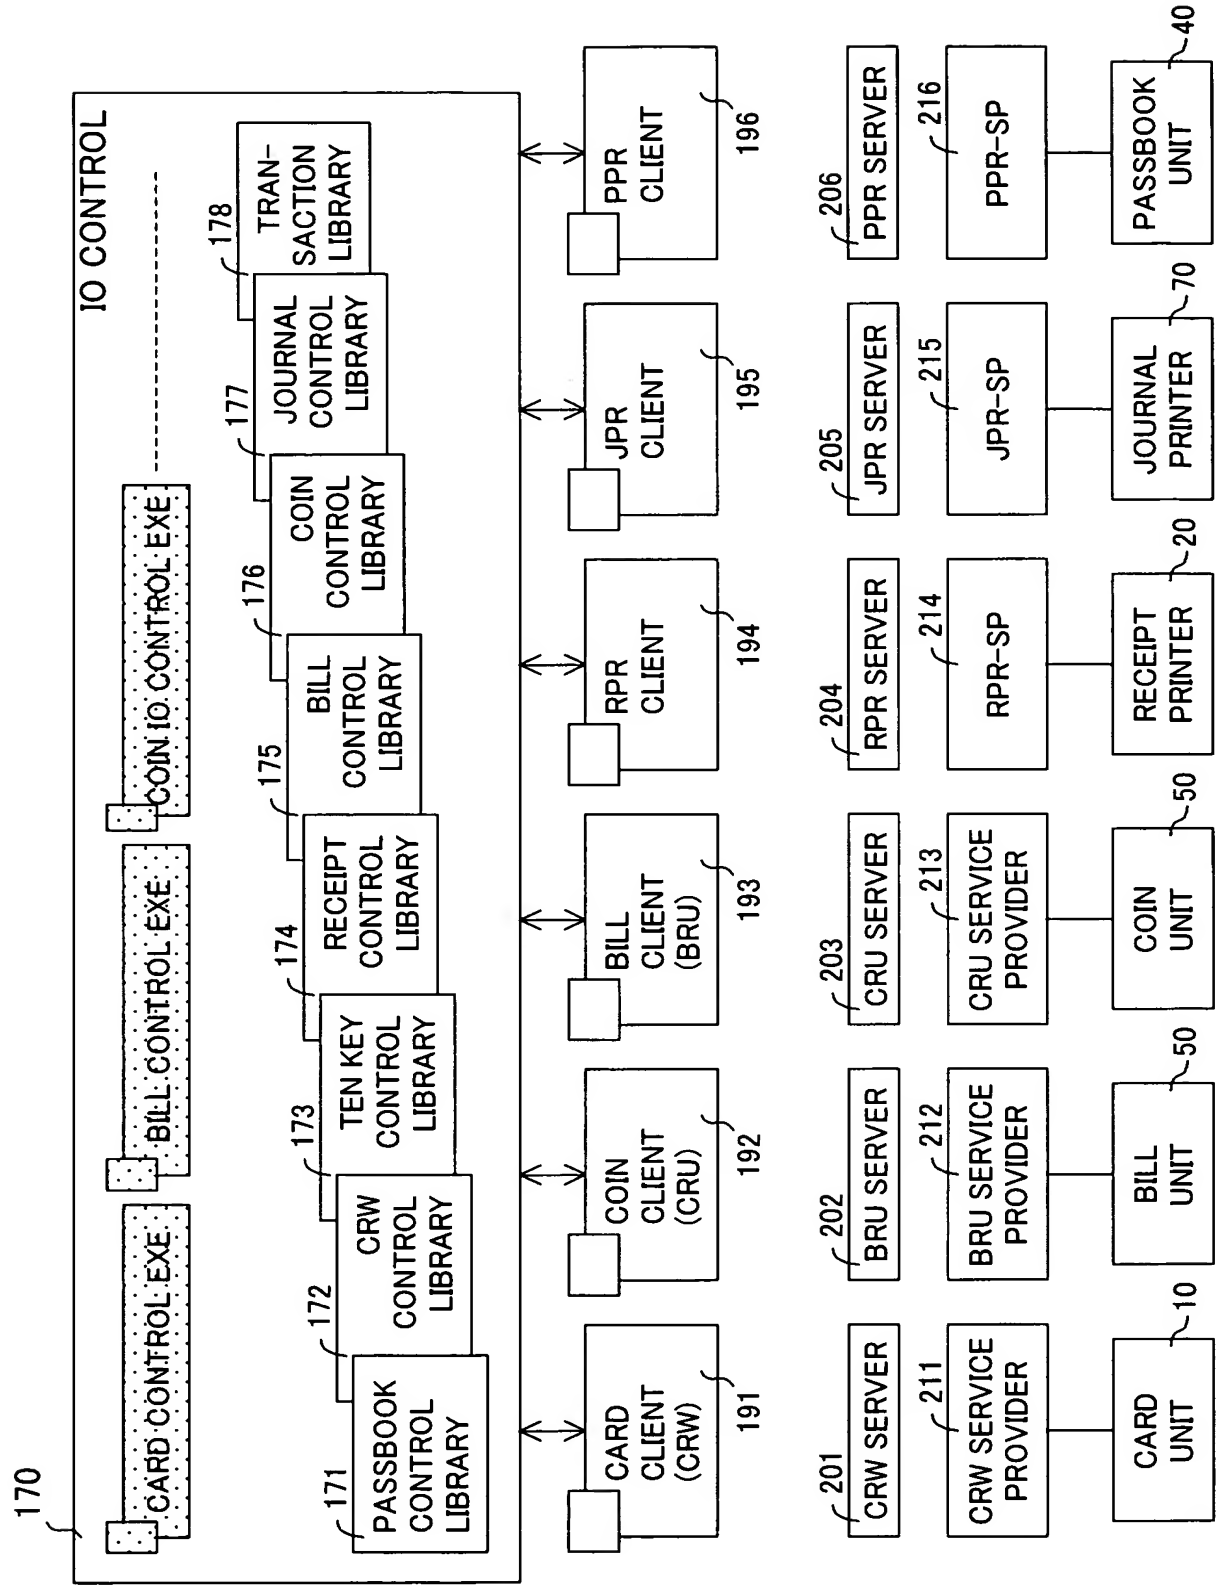 170
IO CONTROL
CARD CONTROL EXE
BILL CONTROL EXE
COIN IO CONTROL EXE
171
PASSBOOK
CONTROL
LIBRARY
172
CRW
CONTROL
LIBRARY
173
TEN KEY
CONTROL
LIBRARY
174
RECEIPT
CONTROL
LIBRARY
175
BILL
CONTROL
LIBRARY
176
COIN
CONTROL
LIBRARY
177
JOURNAL
CONTROL
LIBRARY
178
TRAN-
SACTION
LIBRARY
CARD
CLIENT
(CRW)
191
COIN
CLIENT
(CRU)
192
BILL
CLIENT
(BRU)
193
RPR
CLIENT
194
JPR
CLIENT
195
PPR
CLIENT
196
201
CRW SERVER
202
BRU SERVER
203
CRU SERVER
204
RPR SERVER
205
JPR SERVER
206
PPR SERVER
211
CRW SERVICE
PROVIDER
212
BRU SERVICE
PROVIDER
213
CRU SERVICE
PROVIDER
214
RPR-SP
215
JPR-SP
216
PPR-SP
10
CARD
UNIT
50
BILL
UNIT
50
COIN
UNIT
20
RECEIPT
PRINTER
70
JOURNAL
PRINTER
40
PASSBOOK
UNIT